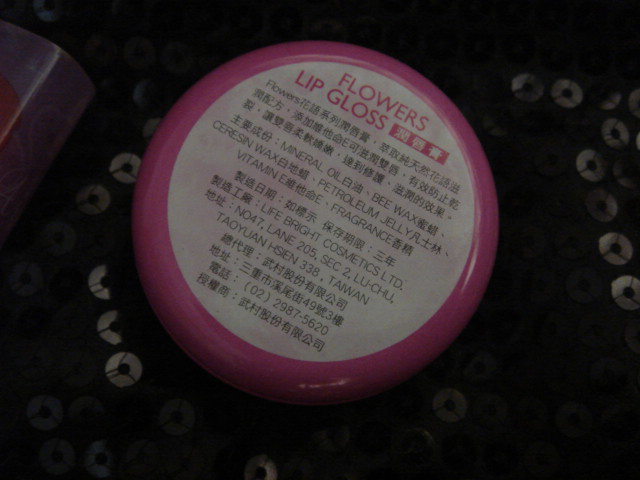 FLOWERS
LIP GLOSS 潤唇膏
Flowers花語系列潤唇膏，萃取純天然花語滋
潤配方，添加維他命E可滋潤雙唇，有效防止乾
裂；讓雙唇柔軟嬌嫩，達到修護、滋潤的效果。
主要成份：MINERAL OIL白油、BEE WAX蜜蠟、
CERESIN WAX白地蠟、PETROLEUM JELLY凡士林、
VITAMIN E維他命E、FRAGRANCE香精
製造日期：如標示 保存期限：三年
製造工廠：LIFE BRIGHT COSMETICS LTD.
地址：NO47, LANE 205, SEC 2, LU-CHU,
TAOYUAN HSIEN 338, TAIWAN
總代理：武村股份有限公司
地址：三重市溪尾街49號3樓
電話：(02) 2987-5620
授權商：武村股份有限公司